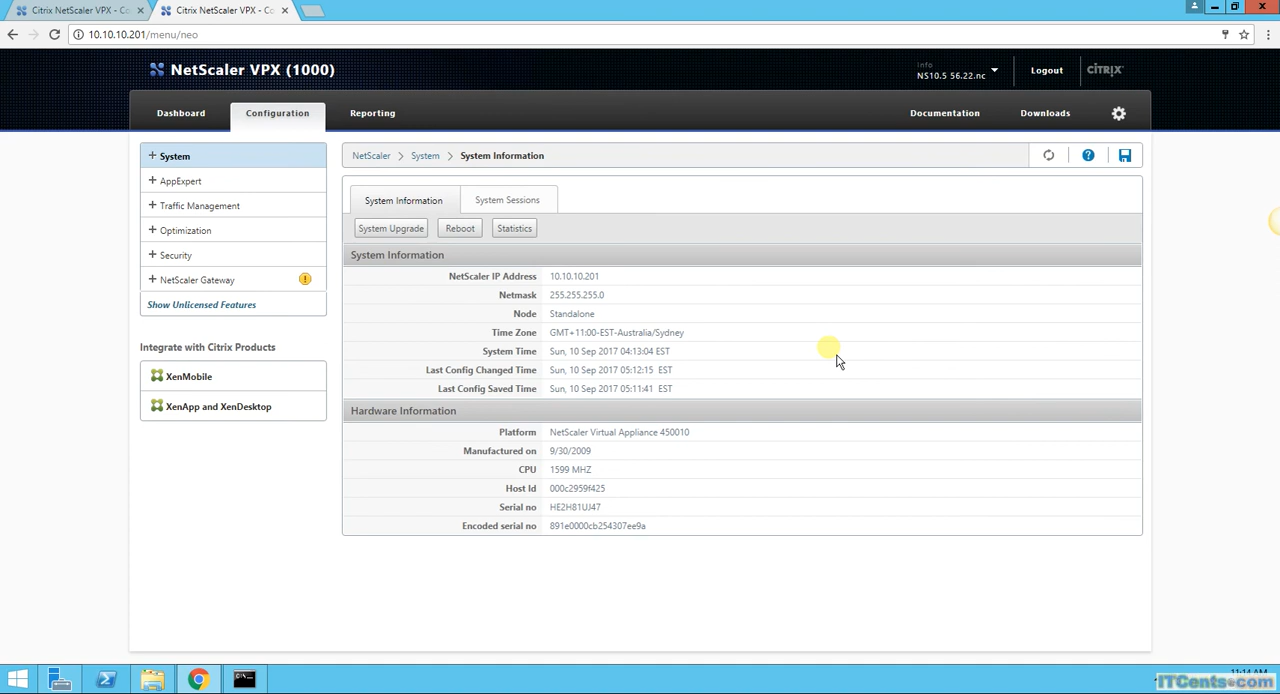 Citrix NetScaler VPX - Co
Citrix NetScaler VPX - Co
10.10.10.201/menu/neo
NetScaler VPX (1000)
Info
NS10.5 56.22.nc
Logout
CİTRIX
Dashboard
Configuration
Reporting
Documentation
Downloads
System
AppExpert
Traffic Management
Optimization
Security
NetScaler Gateway
Show Unlicensed Features
Integrate with Citrix Products
XenMobile
XenApp and XenDesktop
NetScaler > System > System Information
System Information
System Sessions
System Upgrade
Reboot
Statistics
System Information
NetScaler IP Address 10.10.10.201
Netmask 255.255.255.0
Node Standalone
Time Zone GMT+11:00-EST-Australia/Sydney
System Time Sun, 10 Sep 2017 04:13:04 EST
Last Config Changed Time Sun, 10 Sep 2017 05:12:15 EST
Last Config Saved Time Sun, 10 Sep 2017 05:11:41 EST
Hardware Information
Platform NetScaler Virtual Appliance 450010
Manufactured on 9/30/2009
CPU 1599 MHZ
Host Id 000c2959f425
Serial no HE2H81UJ47
Encoded serial no 891e0000cb254307ee9a
11:14 AM
ITCents.com